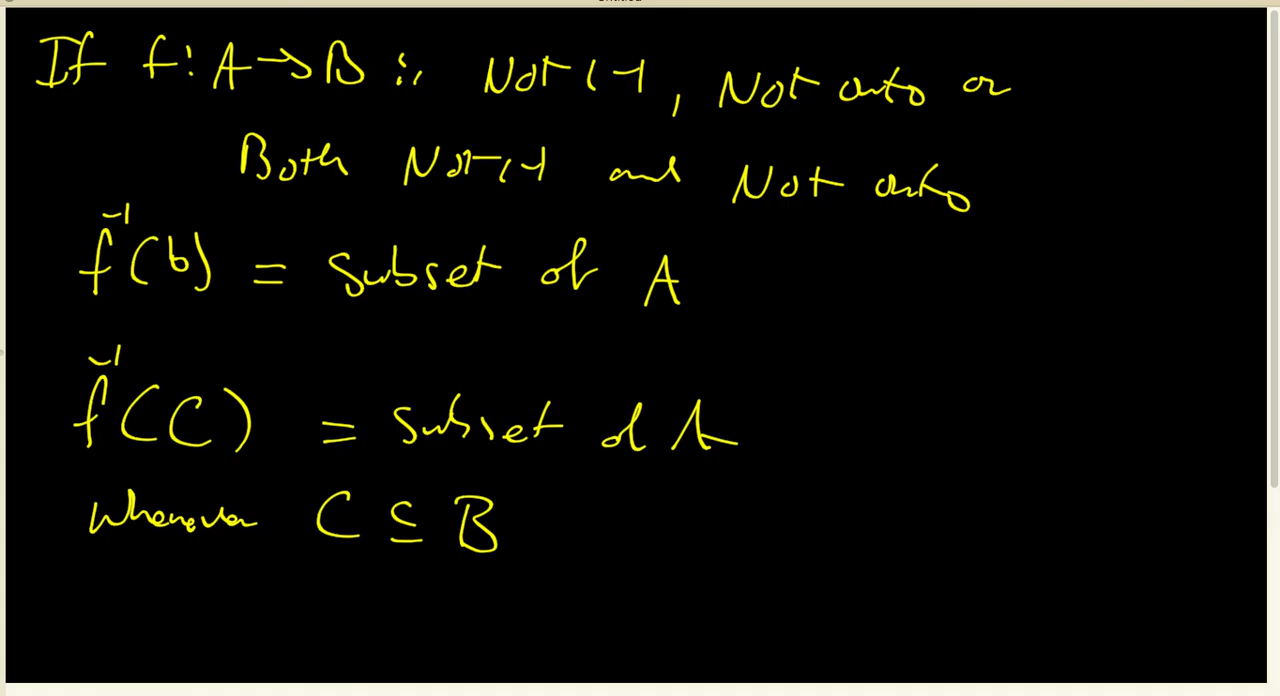 If f: A→B is Not 1-1, Not onto or
Both Not 1-1 and Not onto
f⁻¹(b) = subset of A
f⁻¹(C) = subset of A
whenever C ⊆ B